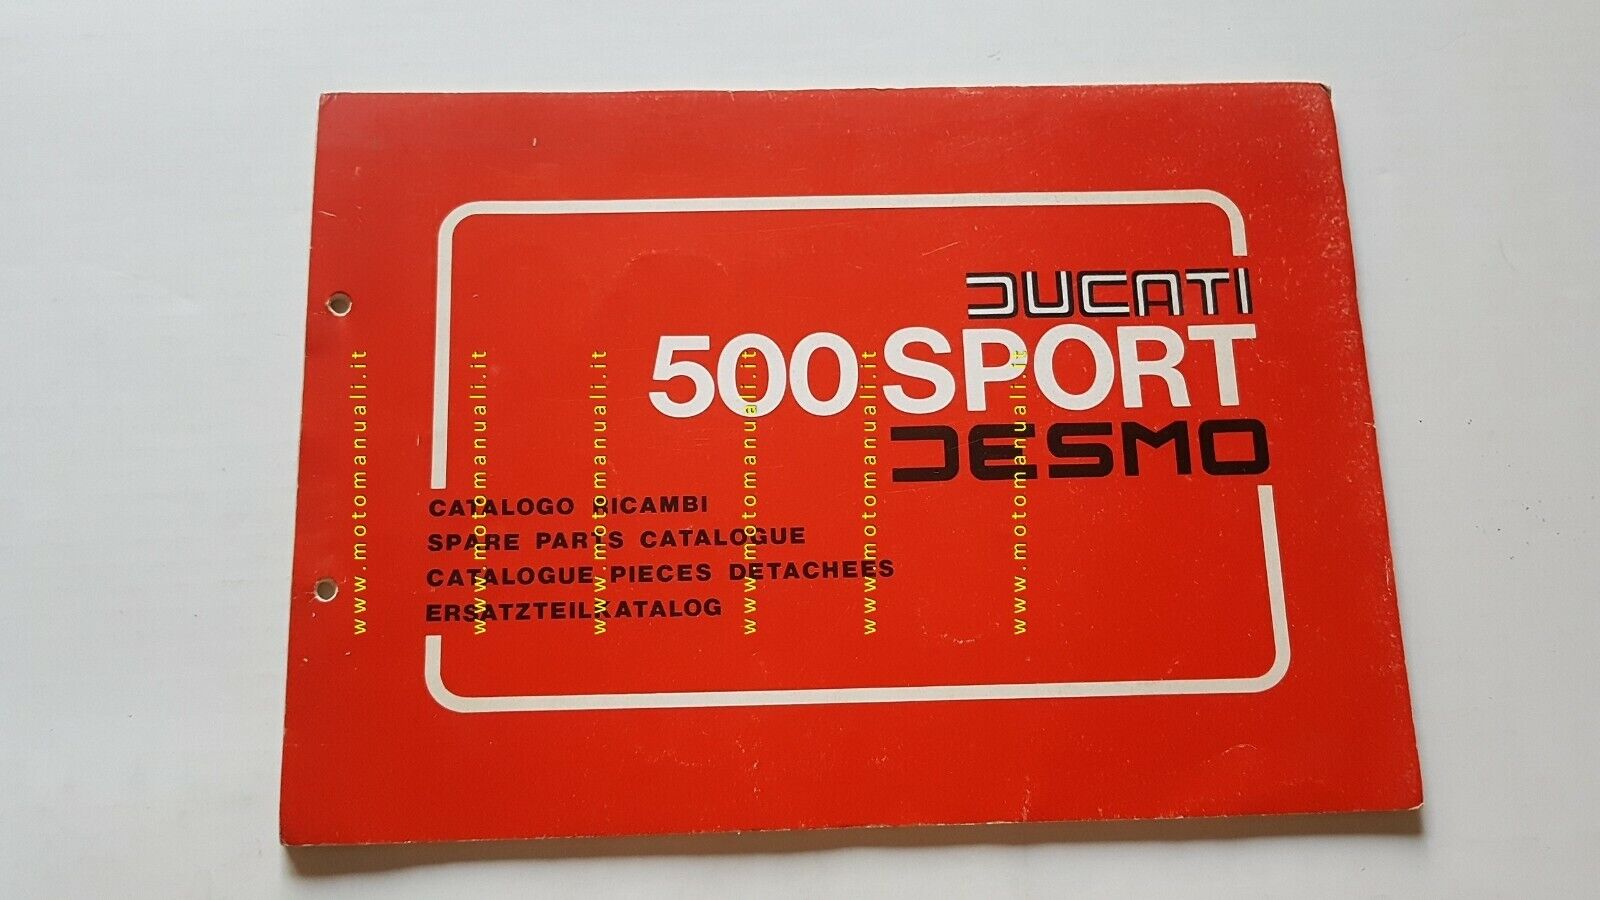 DUCATI
500 SPORT
DESMO
CATALOGO RICAMBI
SPARE PARTS CATALOGUE
CATALOGUE PIECES DETACHEES
ERSATZTEILKATALOG
www.motomanuali.it
www.motomanuali.it
www.motomanuali.it
www.motomanuali.it
www.motomanuali.it
www.motomanuali.it